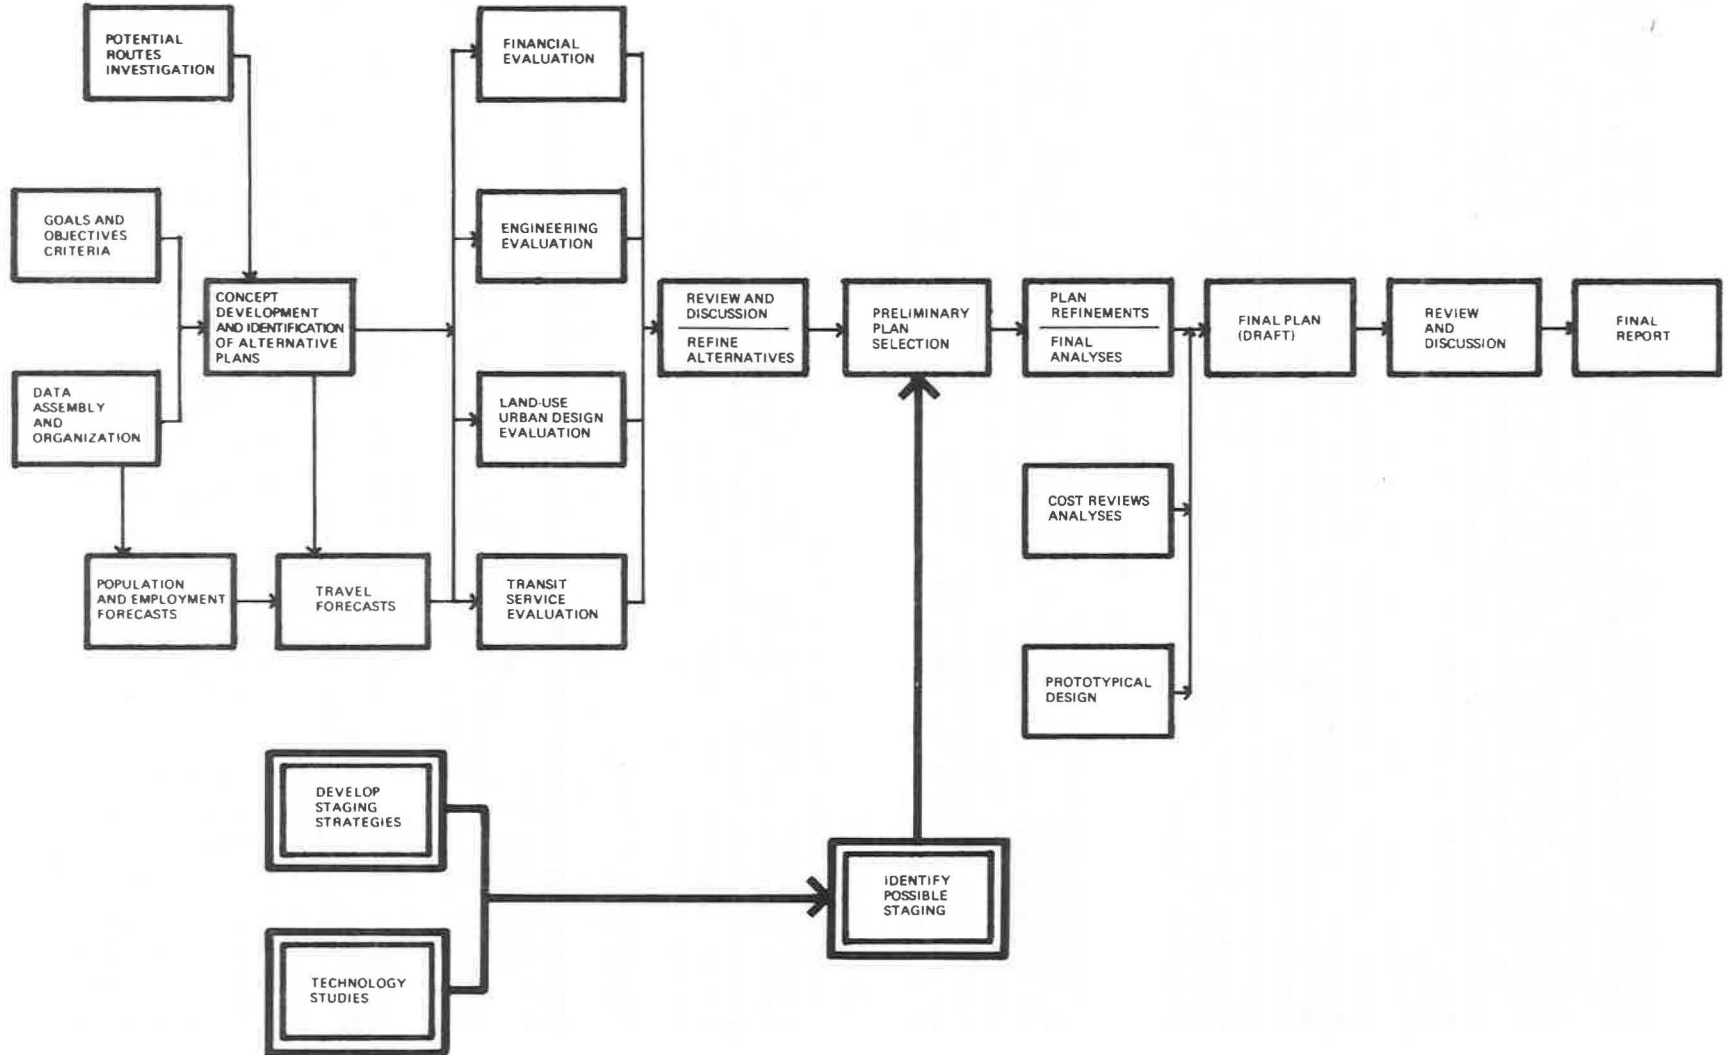 POTENTIAL
ROUTES
INVESTIGATION
FINANCIAL
EVALUATION
GOALS AND
OBJECTIVES
CRITERIA
ENGINEERING
EVALUATION
CONCEPT
DEVELOPMENT
AND IDENTIFICATION
OF ALTERNATIVE
PLANS
REVIEW AND
DISCUSSION
REFINE
ALTERNATIVES
PRELIMINARY
PLAN
SELECTION
PLAN
REFINEMENTS
FINAL
ANALYSES
FINAL PLAN
(DRAFT)
REVIEW
AND
DISCUSSION
FINAL
REPORT
DATA
ASSEMBLY
AND
ORGANIZATION
LAND-USE
URBAN DESIGN
EVALUATION
COST REVIEWS
ANALYSES
POPULATION
AND EMPLOYMENT
FORECASTS
TRAVEL
FORECASTS
TRANSIT
SERVICE
EVALUATION
PROTOTYPICAL
DESIGN
DEVELOP
STAGING
STRATEGIES
IDENTIFY
POSSIBLE
STAGING
TECHNOLOGY
STUDIES